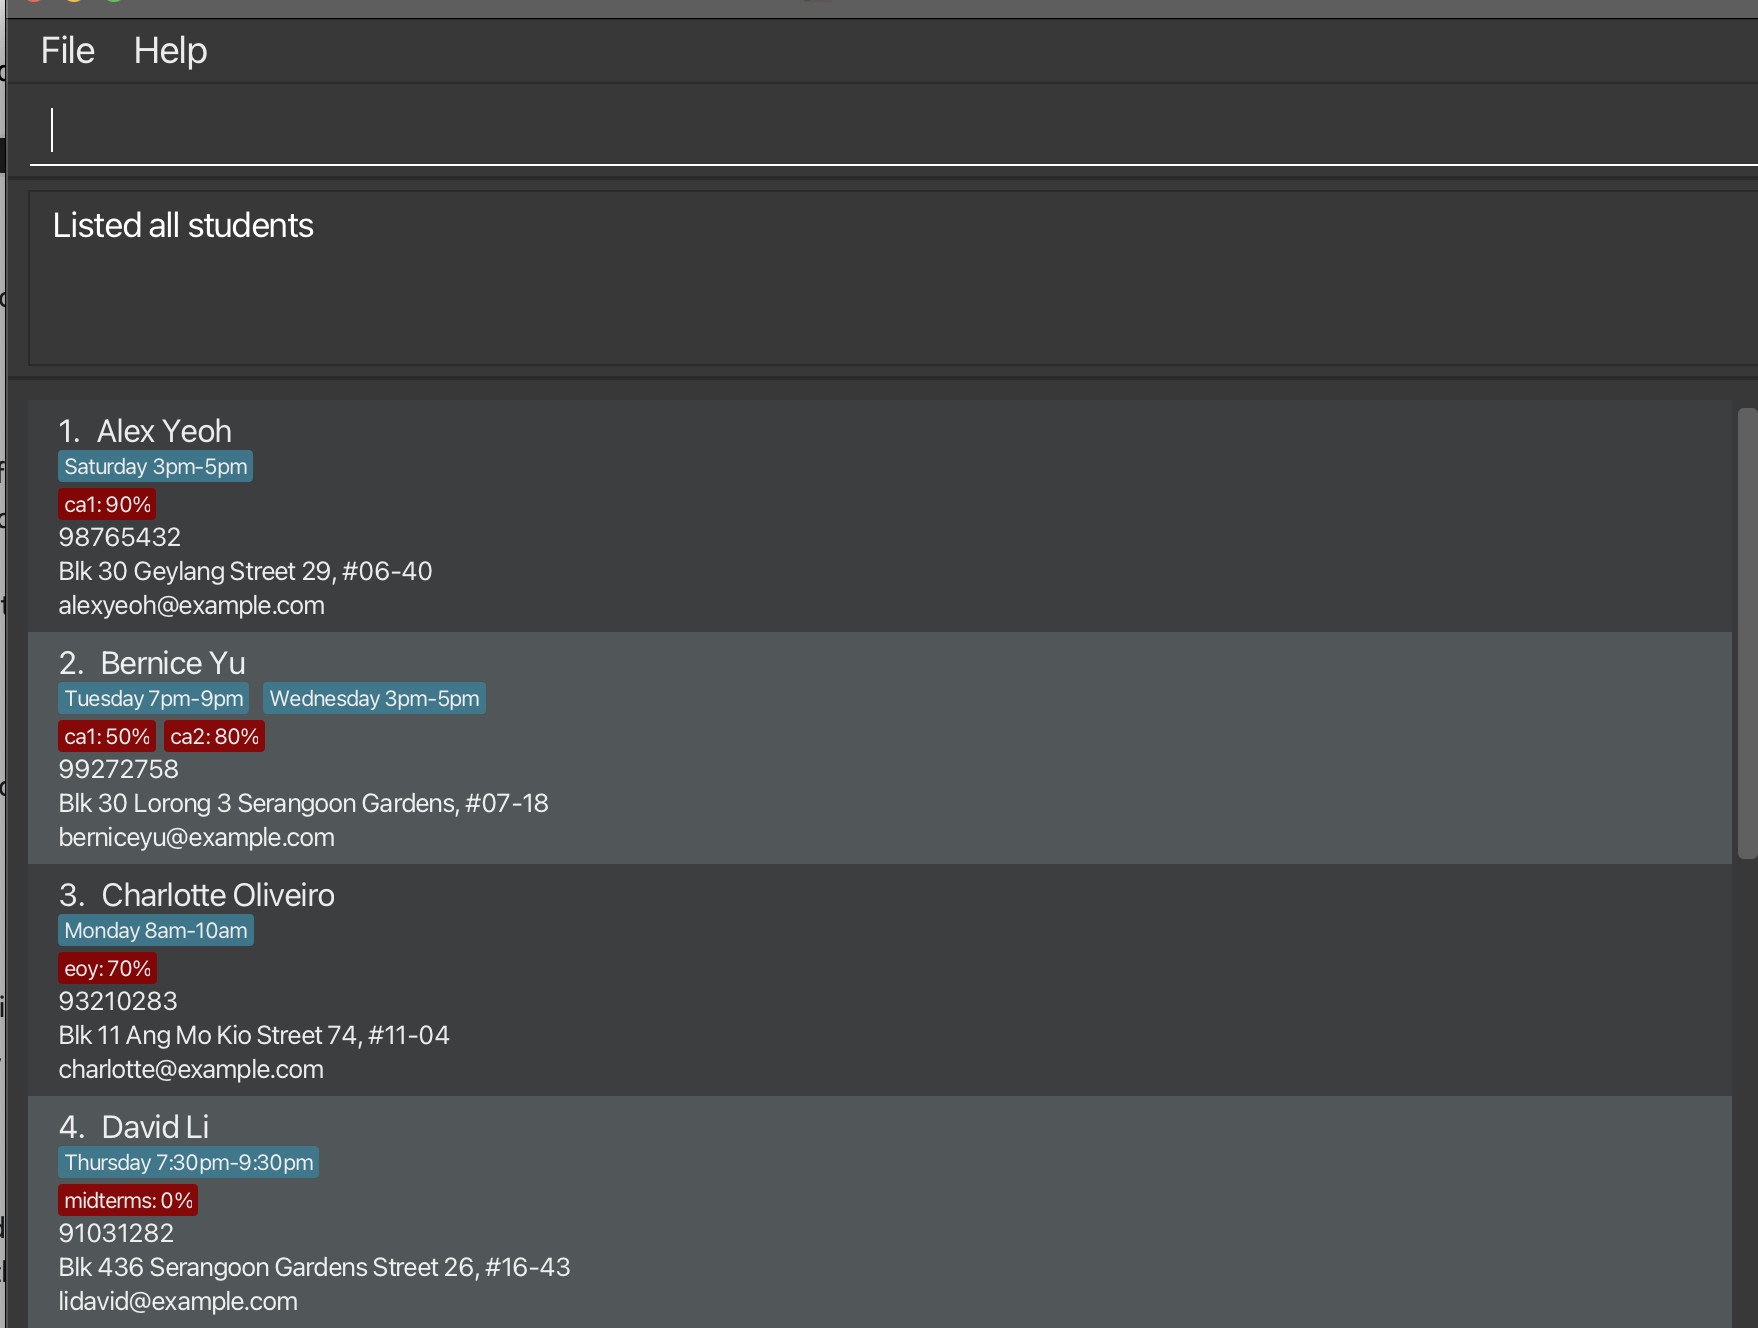 File Help
Listed all students
1. Alex Yeoh
Saturday 3pm-5pm
ca1: 90%
98765432
Blk 30 Geylang Street 29, #06-40
alexyeoh@example.com
2. Bernice Yu
Tuesday 7pm-9pm Wednesday 3pm-5pm
ca1: 50% ca2: 80%
99272758
Blk 30 Lorong 3 Serangoon Gardens, #07-18
berniceyu@example.com
3. Charlotte Oliveiro
Monday 8am-10am
eoy: 70%
93210283
Blk 11 Ang Mo Kio Street 74, #11-04
charlotte@example.com
4. David Li
Thursday 7:30pm-9:30pm
midterms: 0%
91031282
Blk 436 Serangoon Gardens Street 26, #16-43
lidavid@example.com